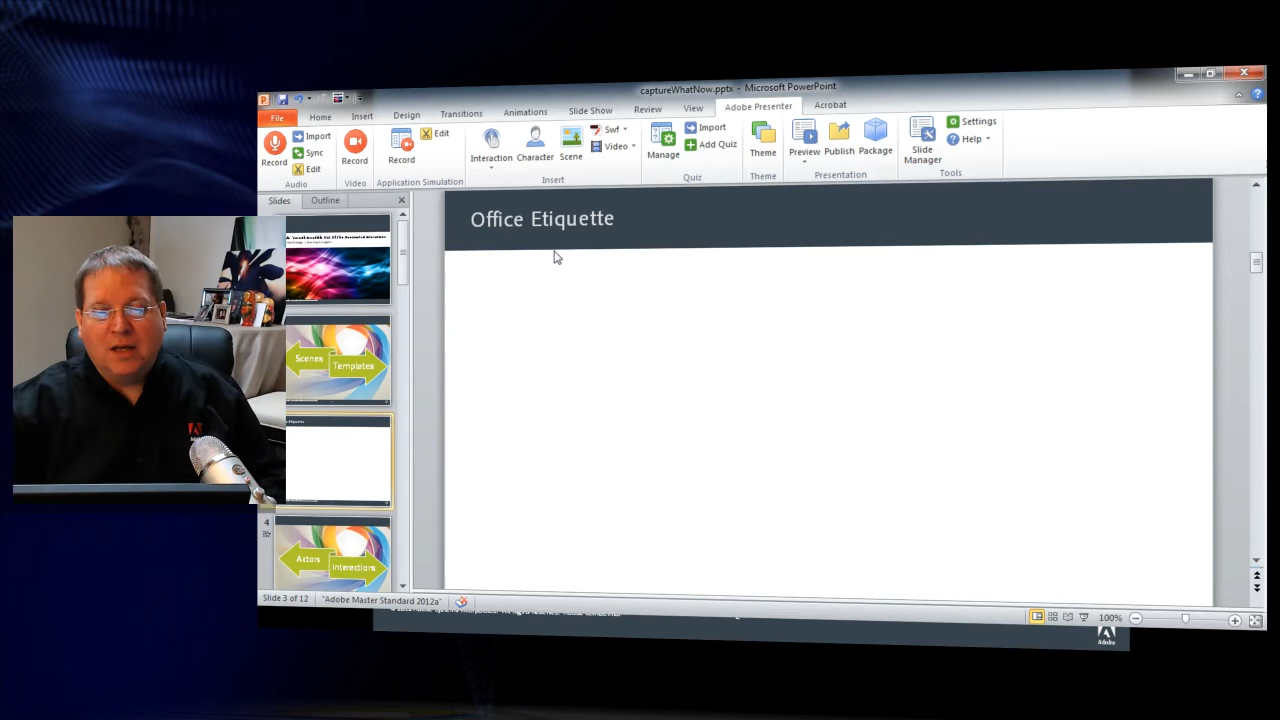 captureWhatNow.pptx - Microsoft PowerPoint
File Home Insert Design Transitions Animations Slide Show Review View Adobe Presenter Acrobat
Record Import Sync Edit Audio
Record Video
Record Edit Application Simulation
Interaction Character Scene Swf Video Insert
Manage Import Add Quiz Quiz
Theme Theme
Preview Publish Package Presentation
Slide Manager Settings Help Tools
Slides Outline
Office Etiquette
Scenes Templates
4
Actors Interactions
Adobe
Slide 3 of 12 "Adobe Master Standard 2012a" 100%
Adobe